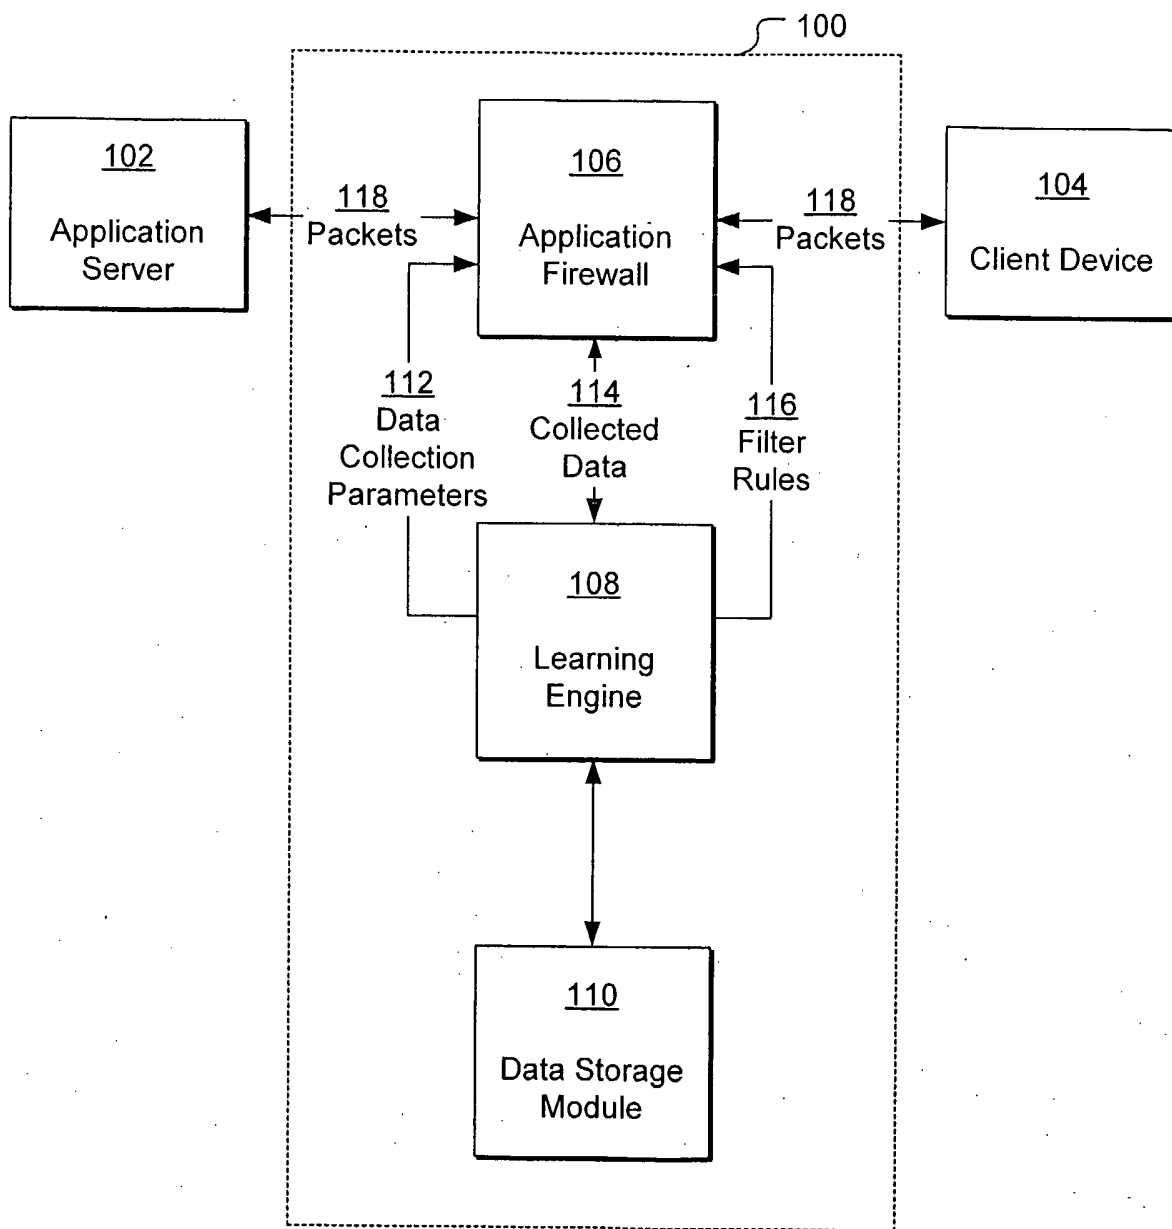 100
102
Application
Server
118
Packets
106
Application
Firewall
118
Packets
104
Client Device
112
Data
Collection
Parameters
114
Collected
Data
116
Filter
Rules
108
Learning
Engine
110
Data Storage
Module